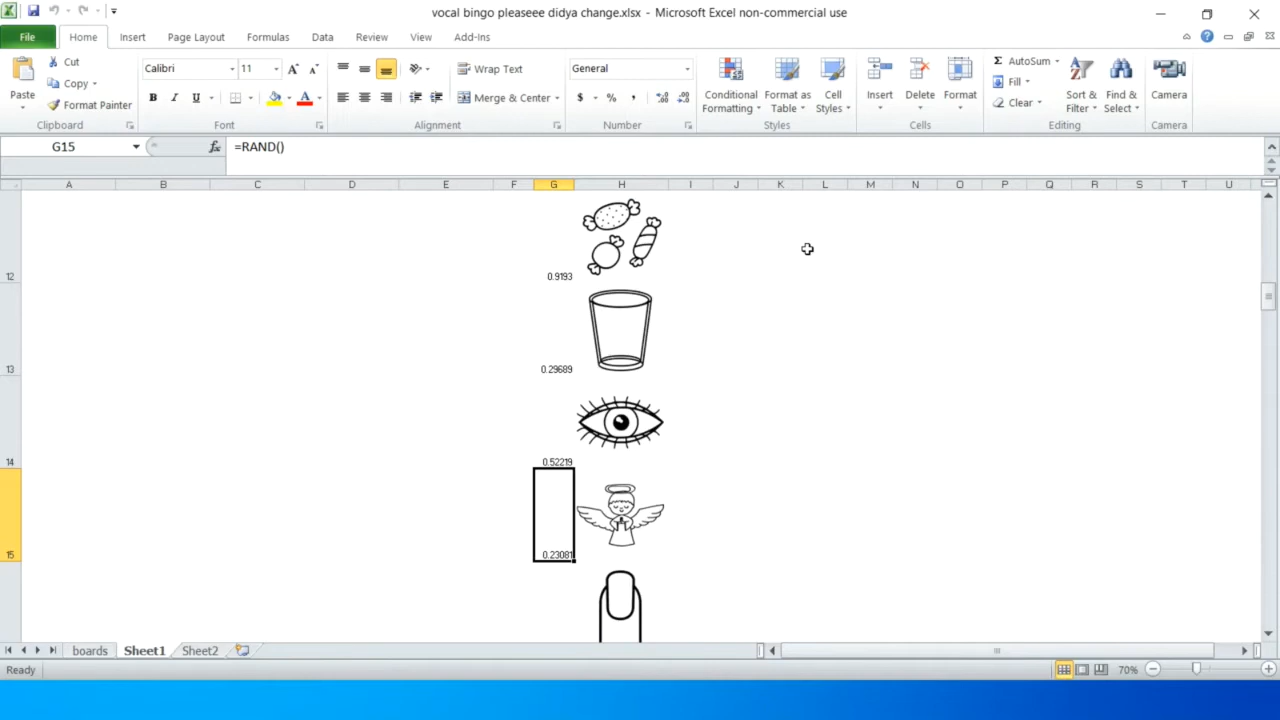 vocal bingo pleaseee didya change.xlsx - Microsoft Excel non-commercial use
File Home Insert Page Layout Formulas Data Review View Add-Ins
Paste
Cut
Copy
Format Painter
Clipboard
Calibri 11
B I U
Font
Wrap Text
Merge & Center
Alignment
General
$ % ,
Number
Conditional Formatting
Format as Table
Cell Styles
Styles
Insert
Delete
Format
Cells
Σ AutoSum
Fill
Clear
Sort & Filter
Find & Select
Editing
Camera
Camera
G15 fx =RAND()
A B C D E F G H I J K L M N O P Q R S T U
12 0.9193
13 0.29689
14 0.52219
15 0.23081
boards Sheet1 Sheet2
Ready 70%